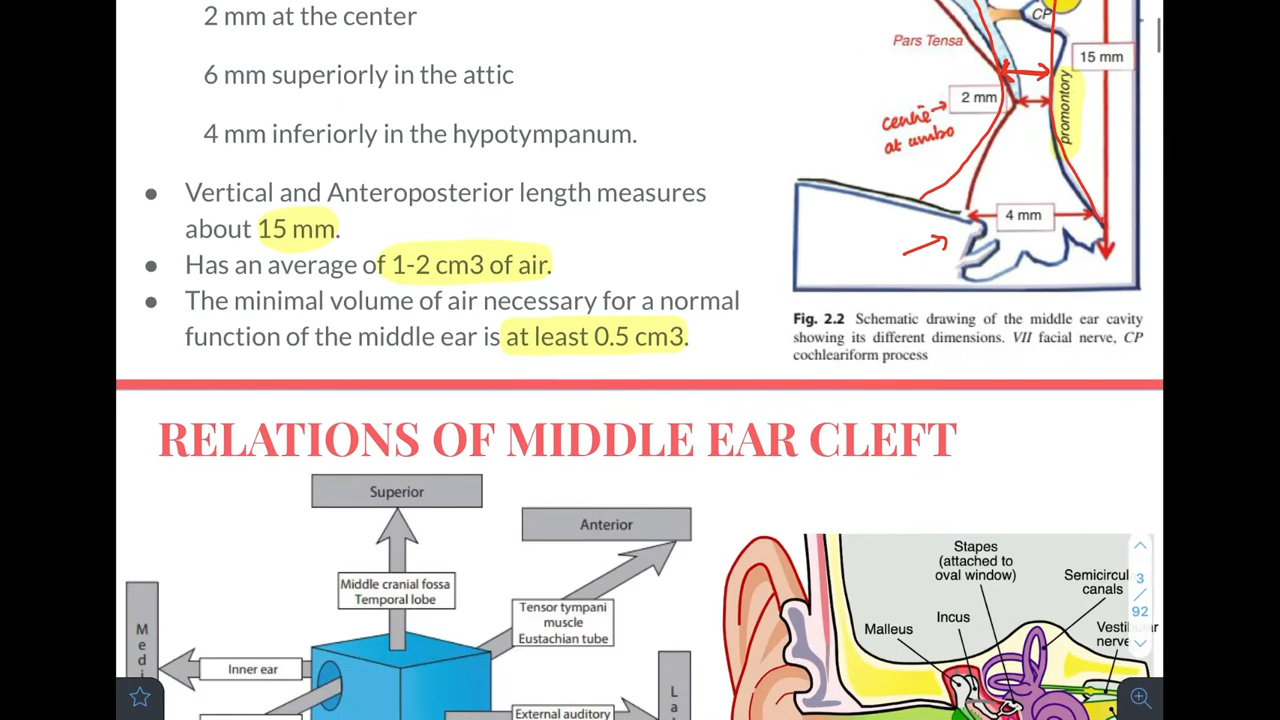 2 mm at the center
6 mm superiorly in the attic
4 mm inferiorly in the hypotympanum.
● Vertical and Anteroposterior length measures
about 15 mm.
● Has an average of 1-2 cm3 of air.
● The minimal volume of air necessary for a normal
function of the middle ear is at least 0.5 cm3.
CP
Pars Tensa
15 mm
2 mm
promontory
centre
at umbo
4 mm
Fig. 2.2 Schematic drawing of the middle ear cavity
showing its different dimensions. VII facial nerve, CP
cochleariform process
RELATIONS OF MIDDLE EAR CLEFT
Superior
Anterior
Middle cranial fossa
Temporal lobe
Tensor tympani
muscle
Eustachian tube
M
e
d
i
Inner ear
L
a
External auditory
Stapes
(attached to
oval window)
Semicircul
canals
Incus
Malleus
Vestibular
nerve
3
/
92